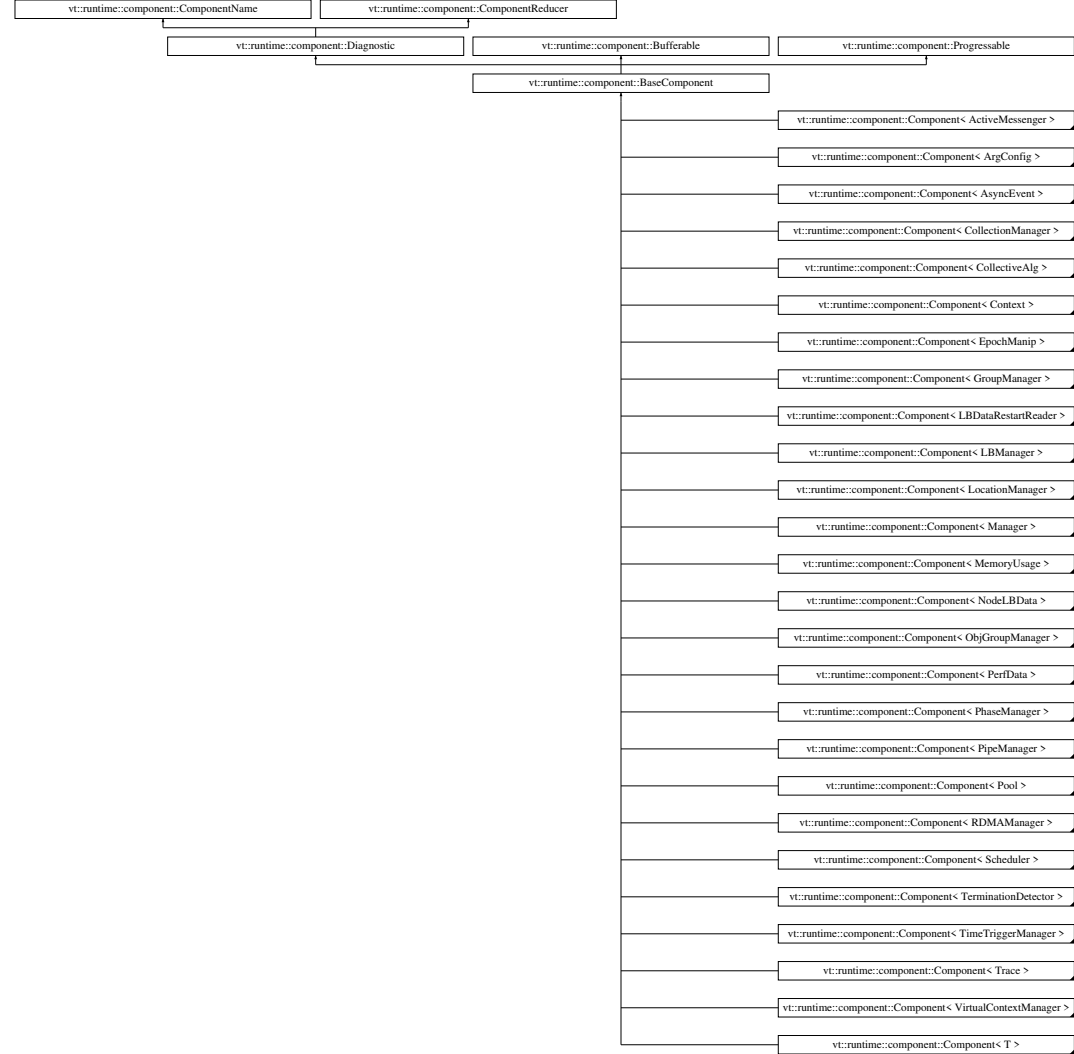 vt::runtime::component::ComponentName
vt::runtime::component::ComponentReducer
vt::runtime::component::Diagnostic
vt::runtime::component::Bufferable
vt::runtime::component::Progressable
vt::runtime::component::BaseComponent
vt::runtime::component::Component< ActiveMessenger >
vt::runtime::component::Component< ArgConfig >
vt::runtime::component::Component< AsyncEvent >
vt::runtime::component::Component< CollectionManager >
vt::runtime::component::Component< CollectiveAlg >
vt::runtime::component::Component< Context >
vt::runtime::component::Component< EpochManip >
vt::runtime::component::Component< GroupManager >
vt::runtime::component::Component< LBDataRestartReader >
vt::runtime::component::Component< LBManager >
vt::runtime::component::Component< LocationManager >
vt::runtime::component::Component< Manager >
vt::runtime::component::Component< MemoryUsage >
vt::runtime::component::Component< NodeLBData >
vt::runtime::component::Component< ObjGroupManager >
vt::runtime::component::Component< PerfData >
vt::runtime::component::Component< PhaseManager >
vt::runtime::component::Component< PipeManager >
vt::runtime::component::Component< Pool >
vt::runtime::component::Component< RDMAManager >
vt::runtime::component::Component< Scheduler >
vt::runtime::component::Component< TerminationDetector >
vt::runtime::component::Component< TimeTriggerManager >
vt::runtime::component::Component< Trace >
vt::runtime::component::Component< VirtualContextManager >
vt::runtime::component::Component< T >